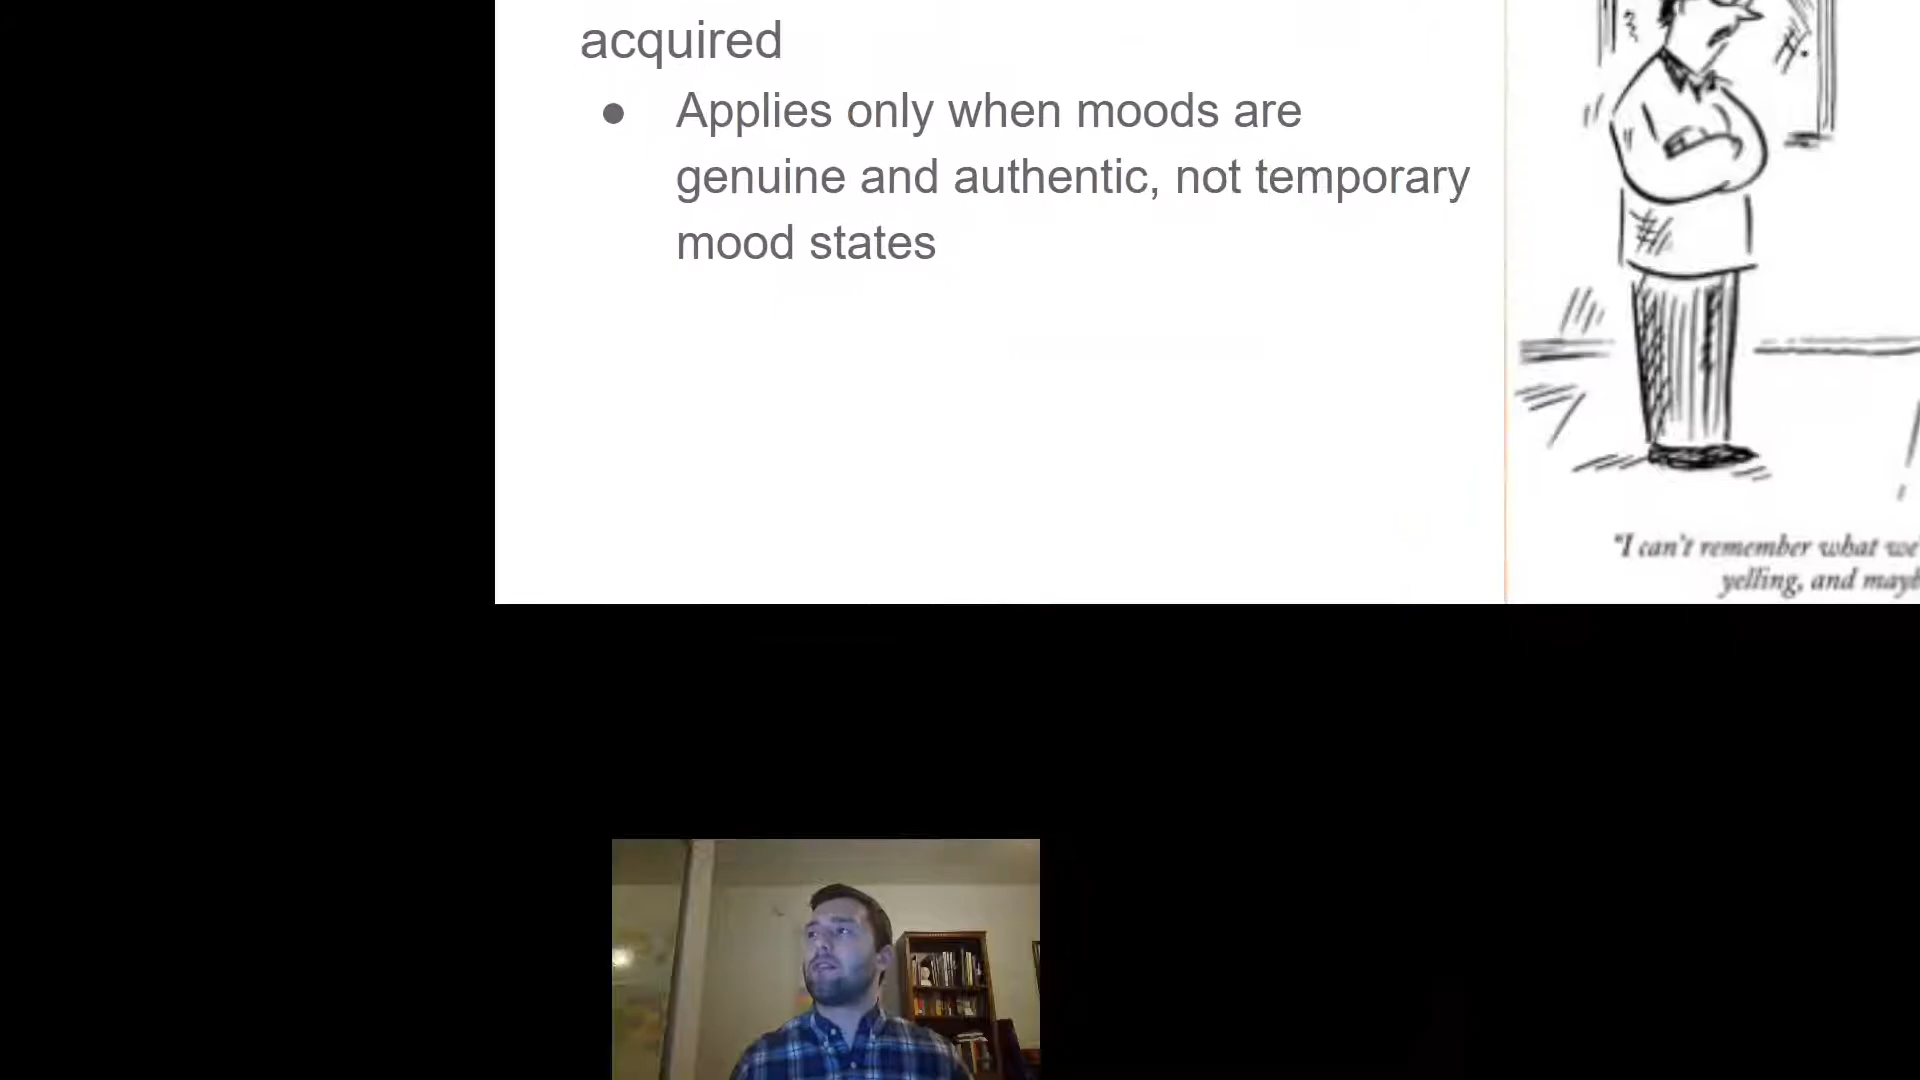 acquired
● Applies only when moods are
genuine and authentic, not temporary
mood states
"I can't remember what we
yelling, and